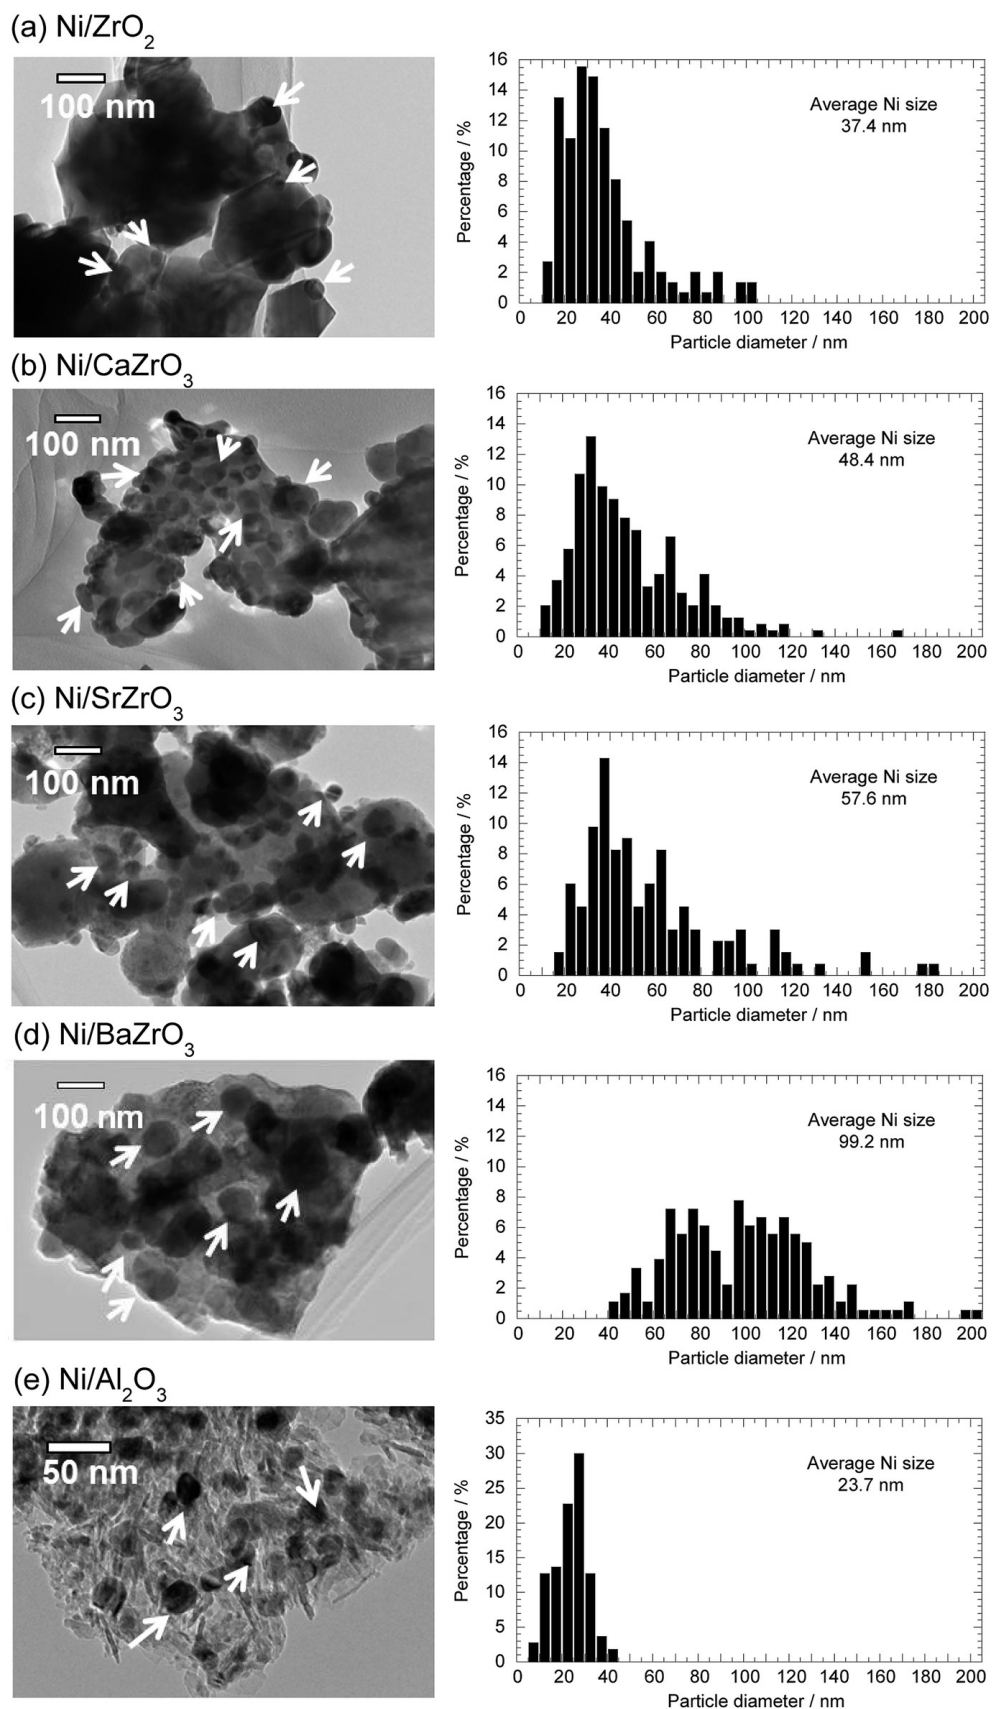 (a) Ni/ZrO2
100 nm
16
14
12
10
8
6
4
2
0
Percentage / %
Average Ni size
37.4 nm
0 20 40 60 80 100 120 140 160 180 200
Particle diameter / nm
(b) Ni/CaZrO3
100 nm
16
14
12
10
8
6
4
2
0
Percentage / %
Average Ni size
48.4 nm
0 20 40 60 80 100 120 140 160 180 200
Particle diameter / nm
(c) Ni/SrZrO3
100 nm
16
14
12
10
8
6
4
2
0
Percentage / %
Average Ni size
57.6 nm
0 20 40 60 80 100 120 140 160 180 200
Particle diameter / nm
(d) Ni/BaZrO3
100 nm
16
14
12
10
8
6
4
2
0
Percentage / %
Average Ni size
99.2 nm
0 20 40 60 80 100 120 140 160 180 200
Particle diameter / nm
(e) Ni/Al2O3
50 nm
35
30
25
20
15
10
5
0
Percentage / %
Average Ni size
23.7 nm
0 20 40 60 80 100 120 140 160 180 200
Particle diameter / nm